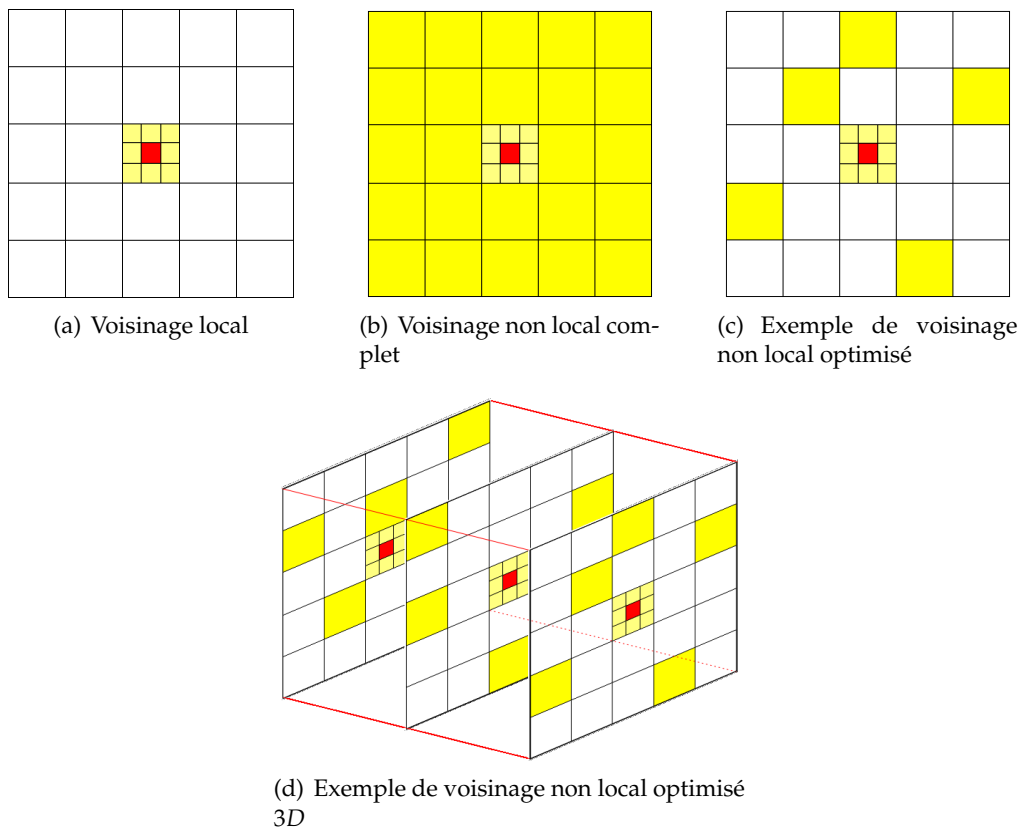 (a) Voisinage local
(b) Voisinage non local com-
plet
(c) Exemple de voisinage
non local optimisé
(d) Exemple de voisinage non local optimisé
3D